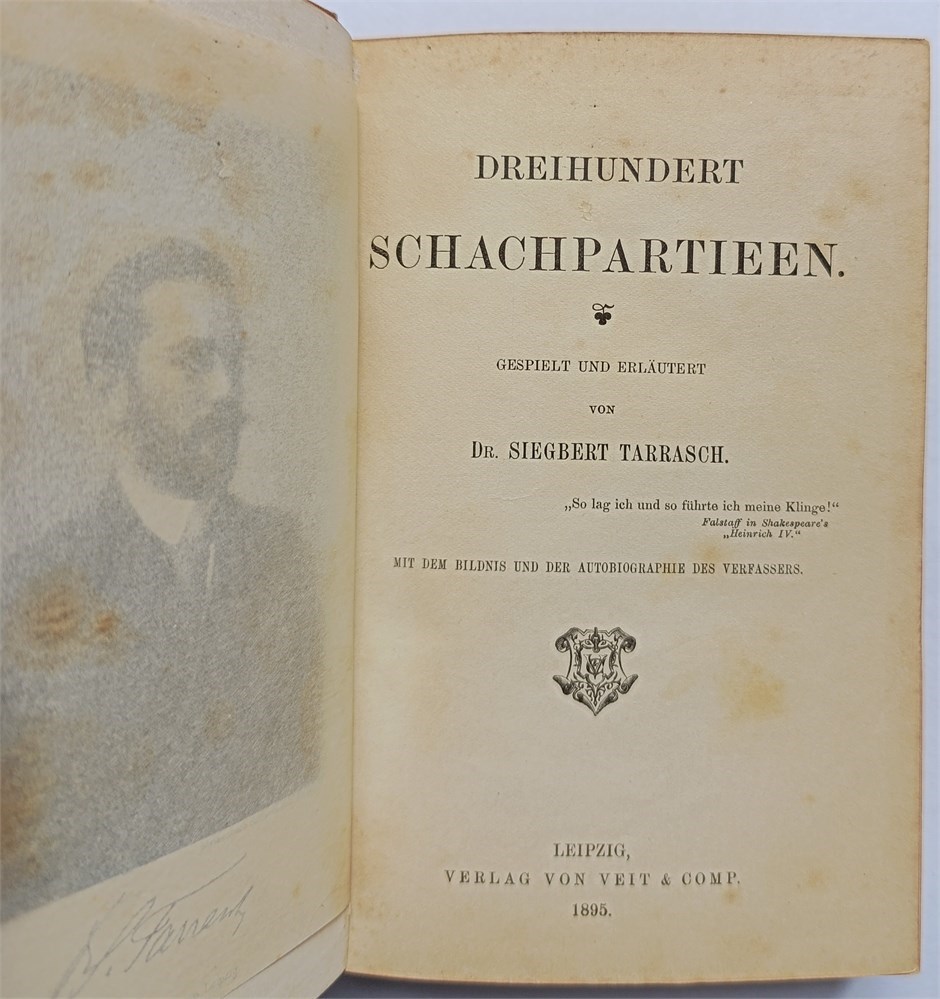 DREIHUNDERT
SCHACHPARTIEEN.
GESPIELT UND ERLÄUTERT
VON
DR. SIEGBERT TARRASCH.
„So lag ich und so führte ich meine Klinge!“
Falstaff in Shakespeare's
„Heinrich IV.“
MIT DEM BILDNIS UND DER AUTOBIOGRAPHIE DES VERFASSERS.
LEIPZIG,
VERLAG VON VEIT & COMP.
1895.
S. Tarrasch